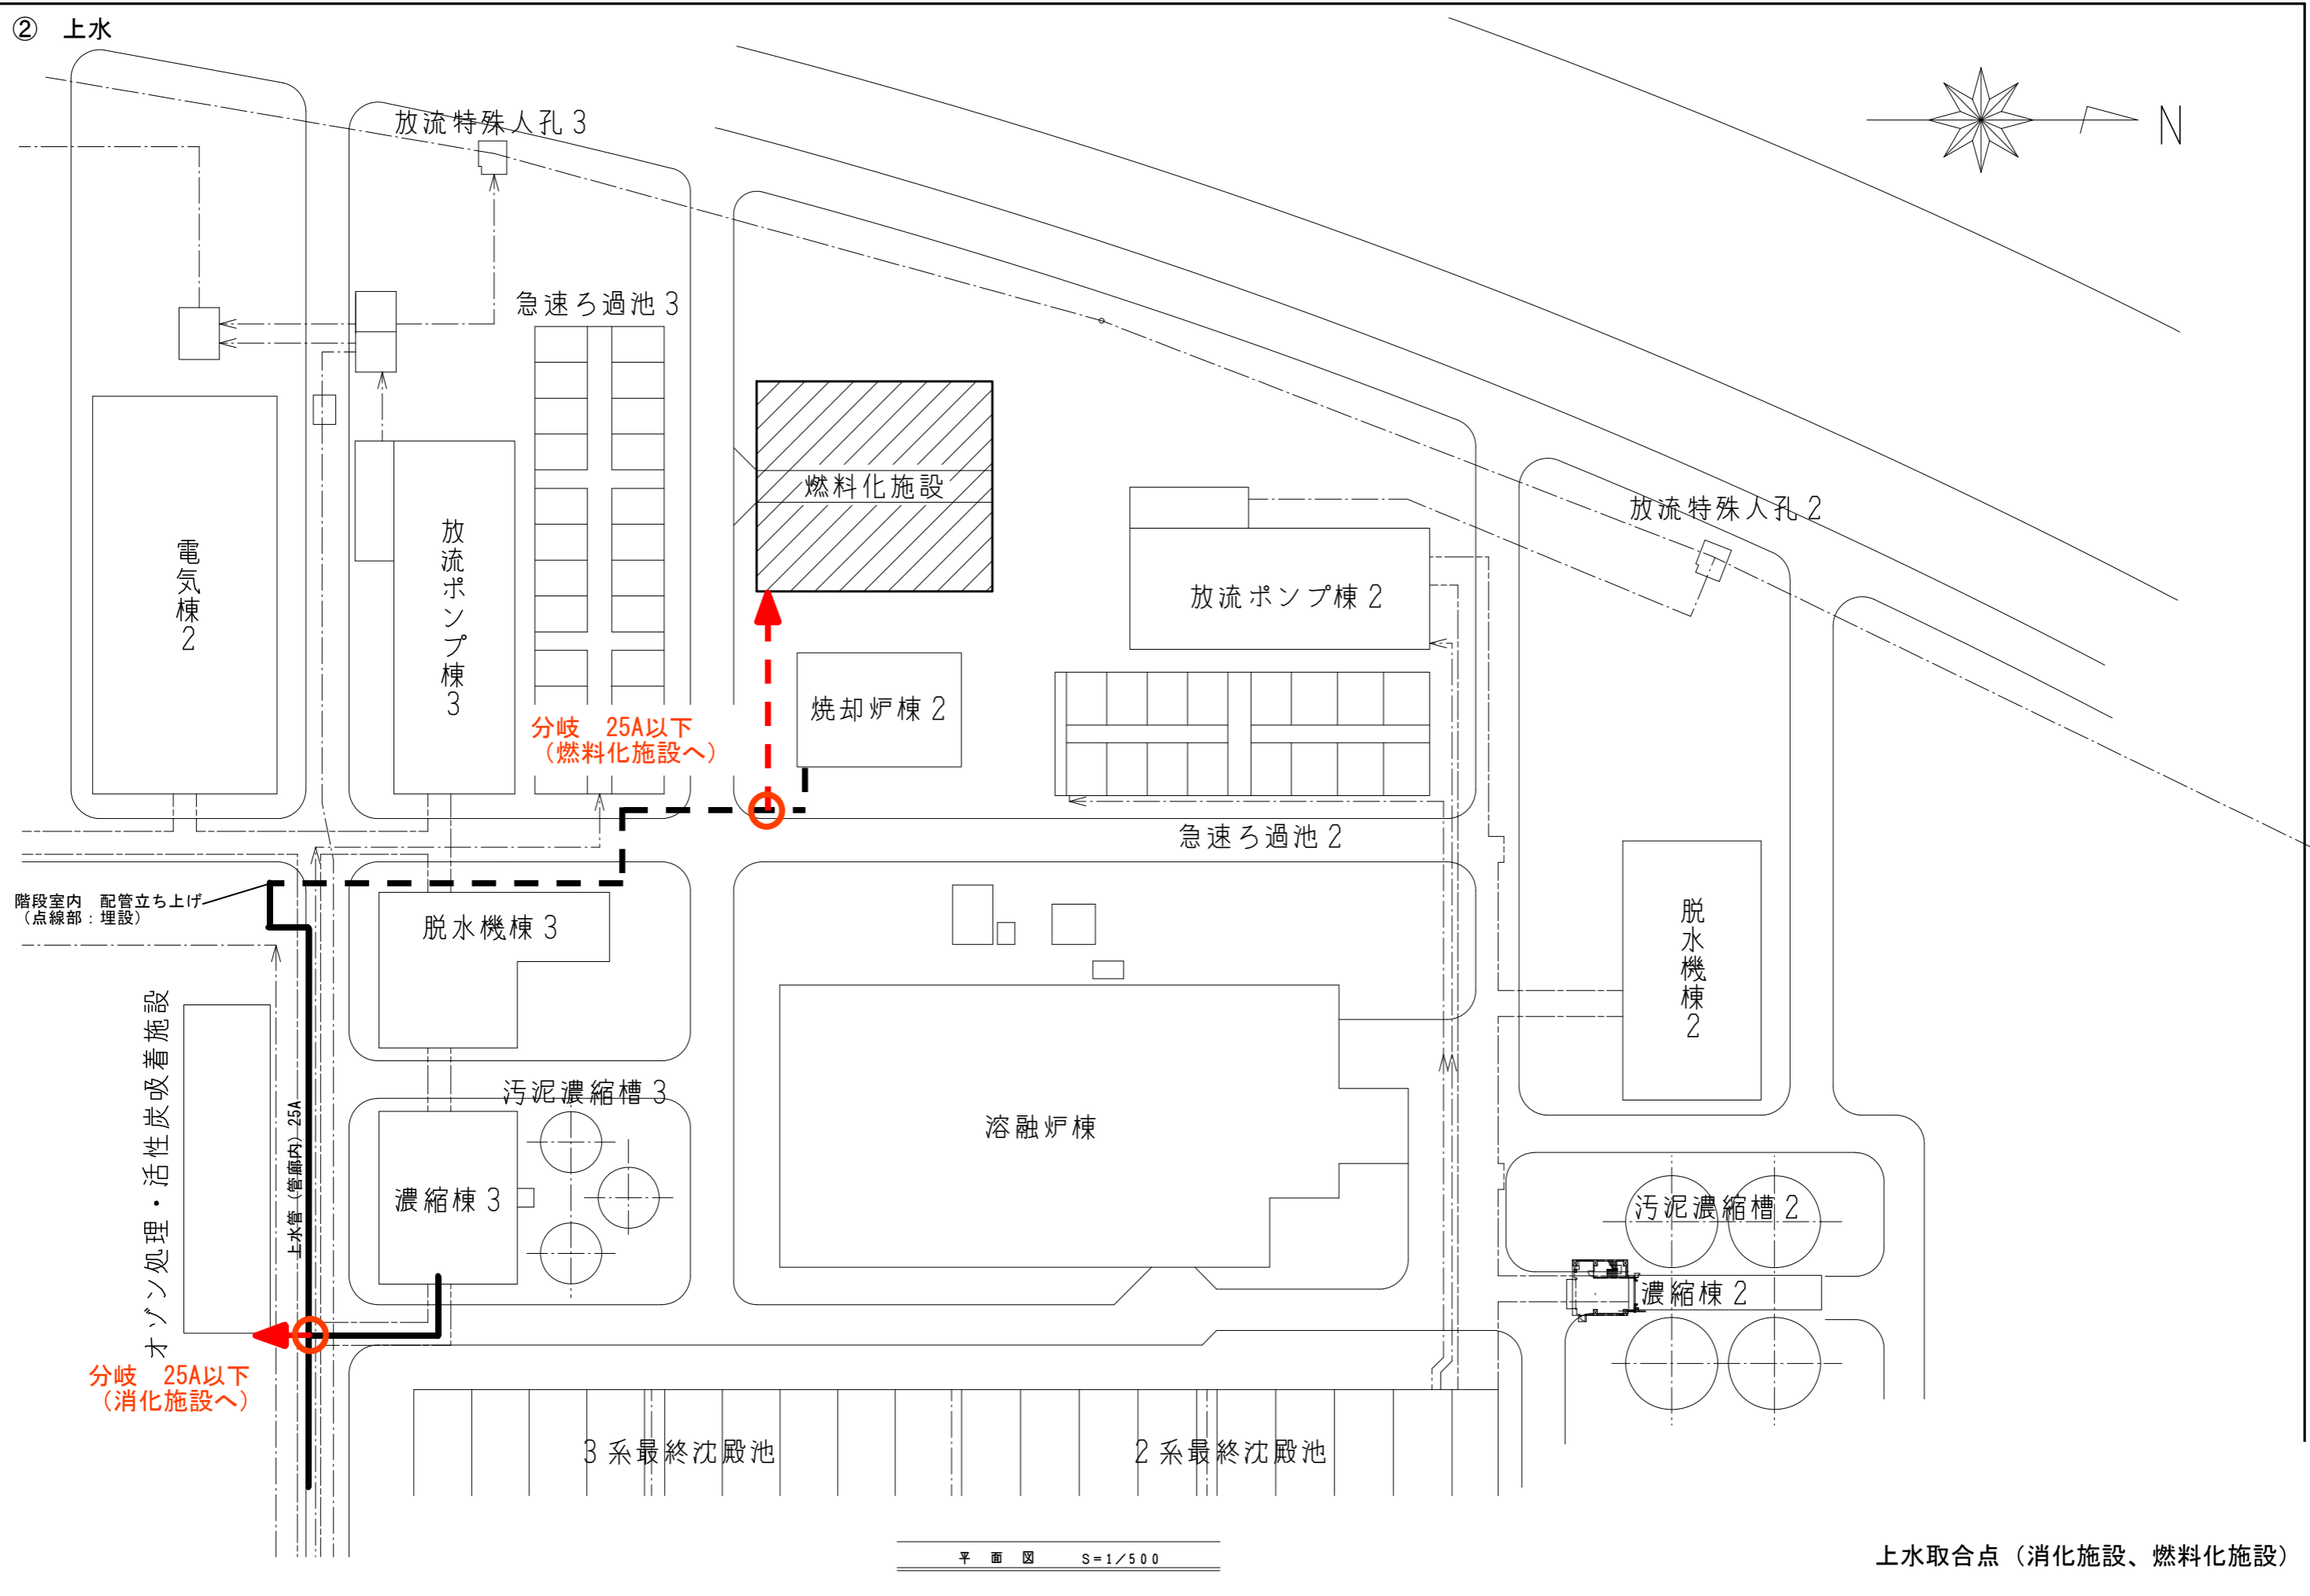 ② 上水
N
放流特殊人孔3
急速ろ過池3
燃料化施設
放流特殊人孔2
電気棟2
放流ポンプ棟3
放流ポンプ棟2
焼却炉棟2
分岐 25A以下
（燃料化施設へ）
急速ろ過池2
階段室内 配管立ち上げ
（点線部：埋設）
脱水機棟3
脱水機棟2
オゾン処理・活性炭吸着施設
上水管（管廊内）25A
汚泥濃縮槽3
溶融炉棟
濃縮棟3
汚泥濃縮槽2
濃縮棟2
分岐 25A以下
（消化施設へ）
3系最終沈殿池
2系最終沈殿池
平面図 S=1/500
上水取合点（消化施設、燃料化施設）